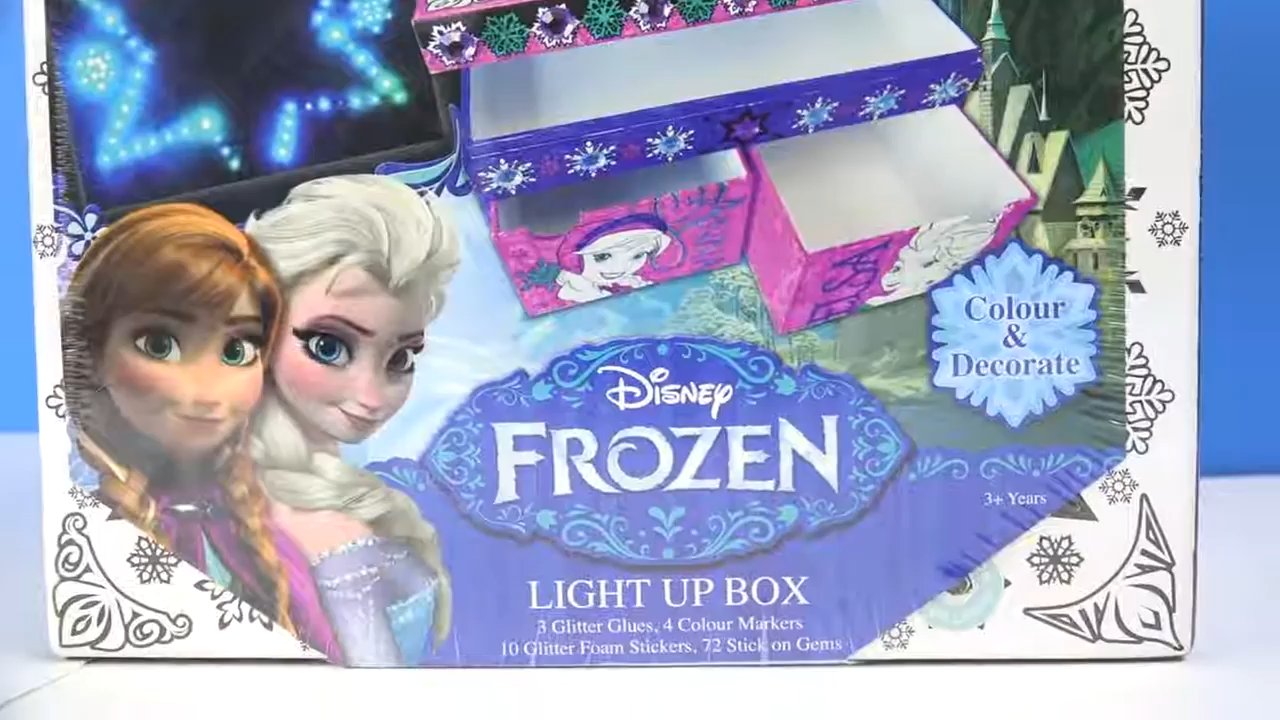 ELSA
Colour
&
Decorate
Disney
FROZEN
3+ Years
LIGHT UP BOX
3 Glitter Glues, 4 Colour Markers
10 Glitter Foam Stickers, 72 Stick on Gems